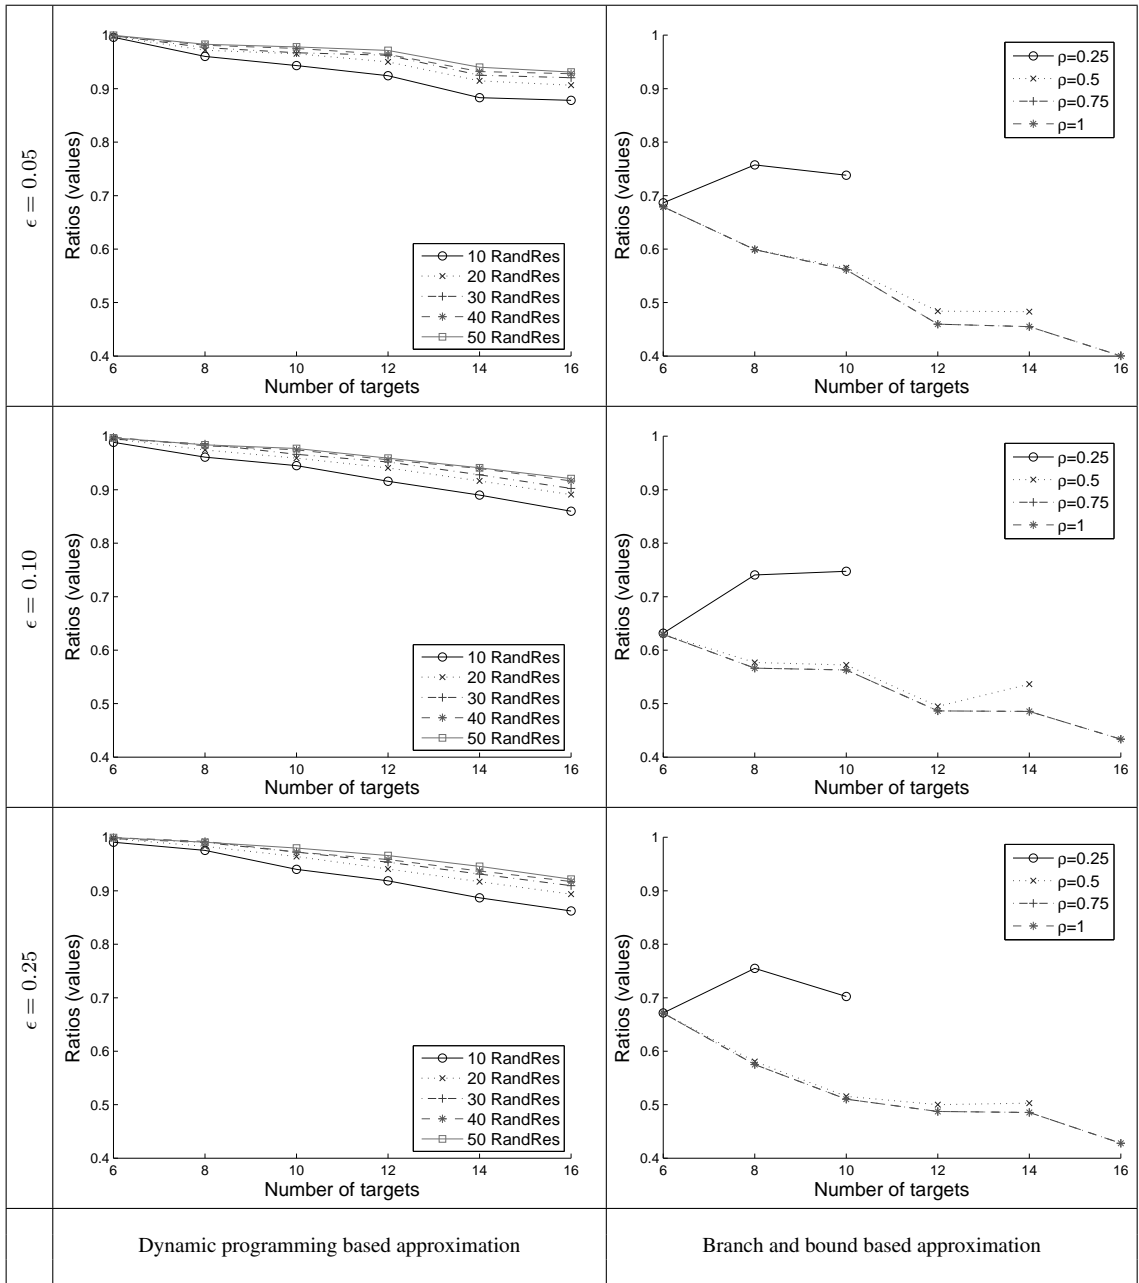 ϵ = 0.05
Ratios (values)
1
0.9
0.8
0.7
0.6
0.5
0.4
6 8 10 12 14 16
Number of targets
10 RandRes
20 RandRes
30 RandRes
40 RandRes
50 RandRes
Ratios (values)
1
0.9
0.8
0.7
0.6
0.5
0.4
6 8 10 12 14 16
Number of targets
ρ=0.25
ρ=0.5
ρ=0.75
ρ=1
ϵ = 0.10
Ratios (values)
1
0.9
0.8
0.7
0.6
0.5
0.4
6 8 10 12 14 16
Number of targets
10 RandRes
20 RandRes
30 RandRes
40 RandRes
50 RandRes
Ratios (values)
1
0.9
0.8
0.7
0.6
0.5
0.4
6 8 10 12 14 16
Number of targets
ρ=0.25
ρ=0.5
ρ=0.75
ρ=1
ϵ = 0.25
Ratios (values)
1
0.9
0.8
0.7
0.6
0.5
0.4
6 8 10 12 14 16
Number of targets
10 RandRes
20 RandRes
30 RandRes
40 RandRes
50 RandRes
Ratios (values)
1
0.9
0.8
0.7
0.6
0.5
0.4
6 8 10 12 14 16
Number of targets
ρ=0.25
ρ=0.5
ρ=0.75
ρ=1
Dynamic programming based approximation
Branch and bound based approximation